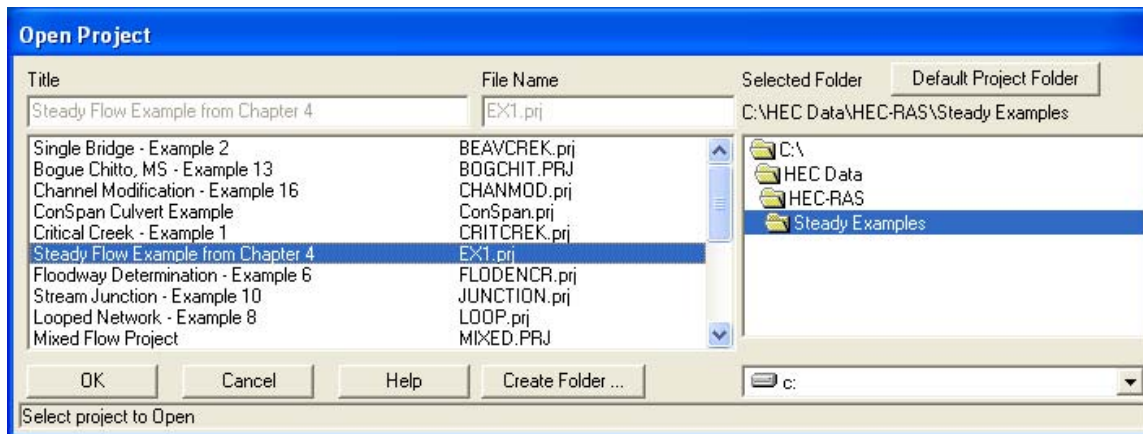 Open Project
Title
File Name
Selected Folder
Default Project Folder
Steady Flow Example from Chapter 4
EX1.prj
C:\HEC Data\HEC-RAS\Steady Examples
Single Bridge - Example 2 BEAVCREK.prj
Bogue Chitto, MS - Example 13 BOGCHIT.PRJ
Channel Modification - Example 16 CHANMOD.prj
ConSpan Culvert Example ConSpan.prj
Critical Creek - Example 1 CRITCREK.prj
Steady Flow Example from Chapter 4 EX1.prj
Floodway Determination - Example 6 FLODENCR.prj
Stream Junction - Example 10 JUNCTION.prj
Looped Network - Example 8 LOOP.prj
Mixed Flow Project MIXED.PRJ
C:\
HEC Data
HEC-RAS
Steady Examples
OK
Cancel
Help
Create Folder ...
c:
Select project to Open